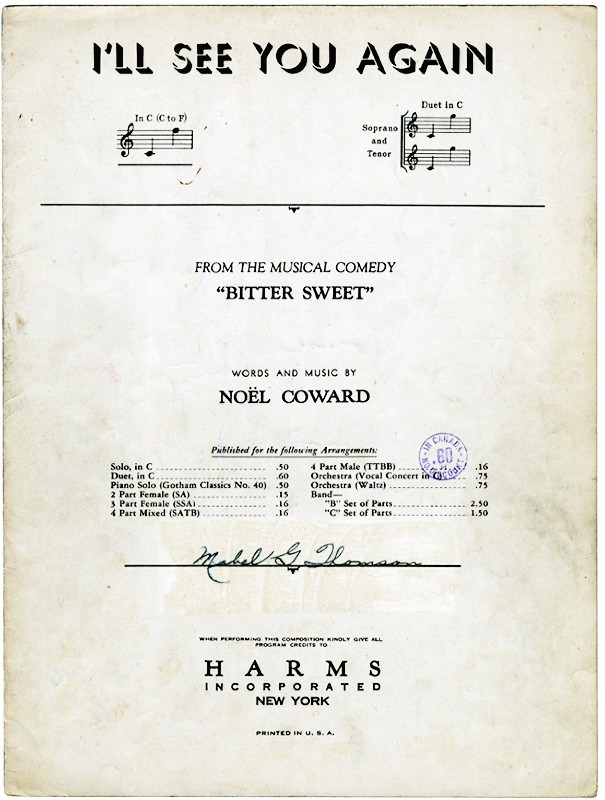 I'LL SEE YOU AGAIN
In C (C to F)
Duet in C
Soprano
and
Tenor
FROM THE MUSICAL COMEDY
"BITTER SWEET"
WORDS AND MUSIC BY
NOËL COWARD
Published for the following Arrangements:
Solo, in C .50
Duet, in C .60
Piano Solo (Gotham Classics No. 40) .50
2 Part Female (SA) .15
3 Part Female (SSA) .16
4 Part Mixed (SATB) .16
4 Part Male (TTBB) .16
Orchestra (Vocal Concert in C) .75
Orchestra (Waltz) .75
Band—
"B" Set of Parts 2.50
"C" Set of Parts 1.50
IN CANADA
.60
Mabel G Thomson
WHEN PERFORMING THIS COMPOSITION KINDLY GIVE ALL
PROGRAM CREDITS TO
HARMS
INCORPORATED
NEW YORK
PRINTED IN U. S. A.